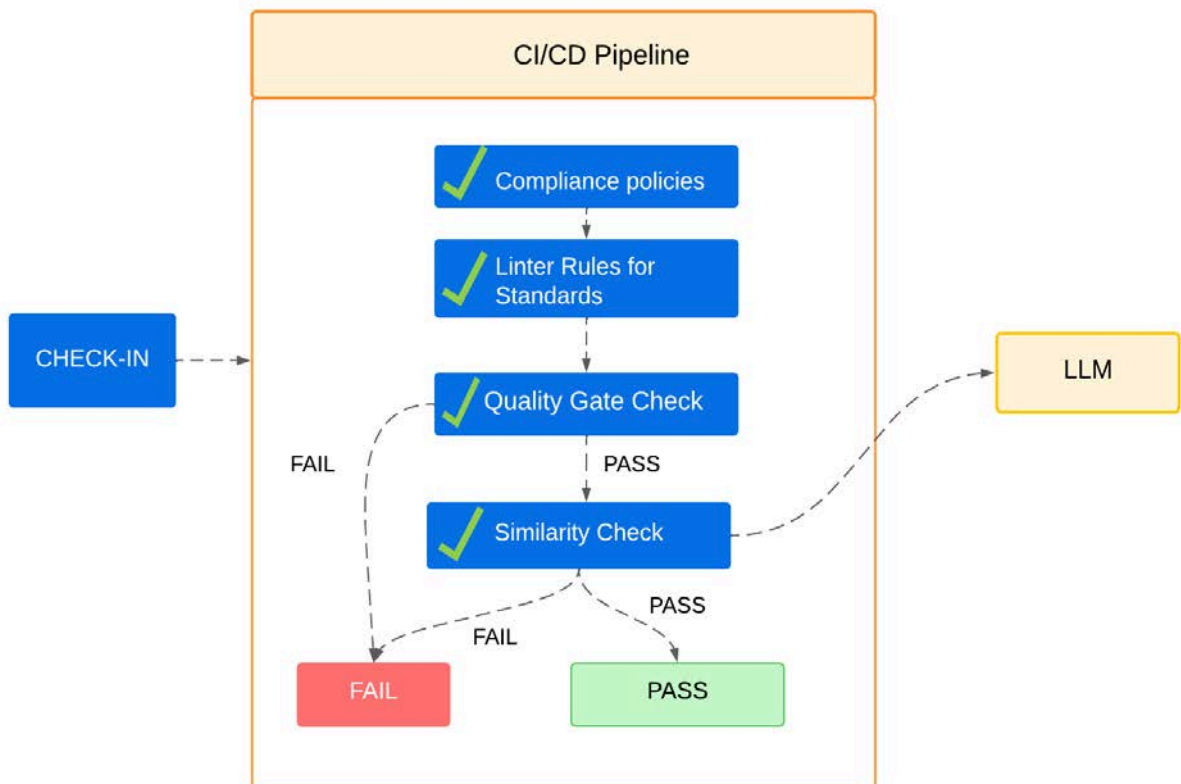 CI/CD Pipeline
Compliance policies
Linter Rules for
Standards
CHECK-IN
LLM
Quality Gate Check
FAIL
PASS
Similarity Check
PASS
FAIL
FAIL
PASS